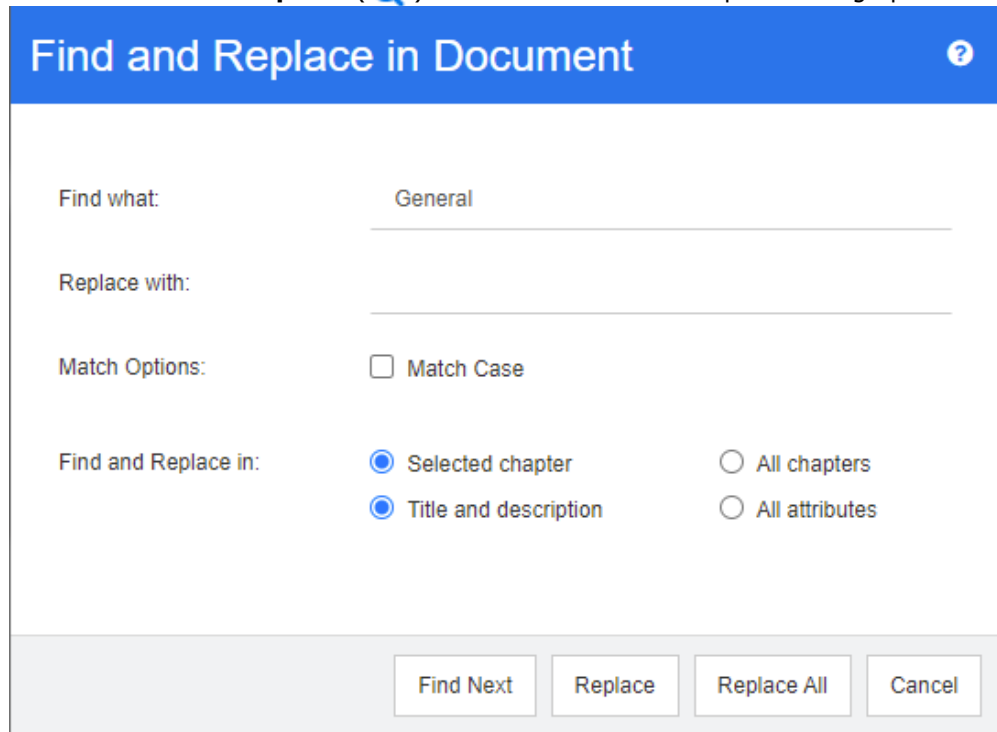 Find and Replace in Document
Find what: General
Replace with:
Match Options: Match Case
Find and Replace in: Selected chapter All chapters
Title and description All attributes
Find Next Replace Replace All Cancel